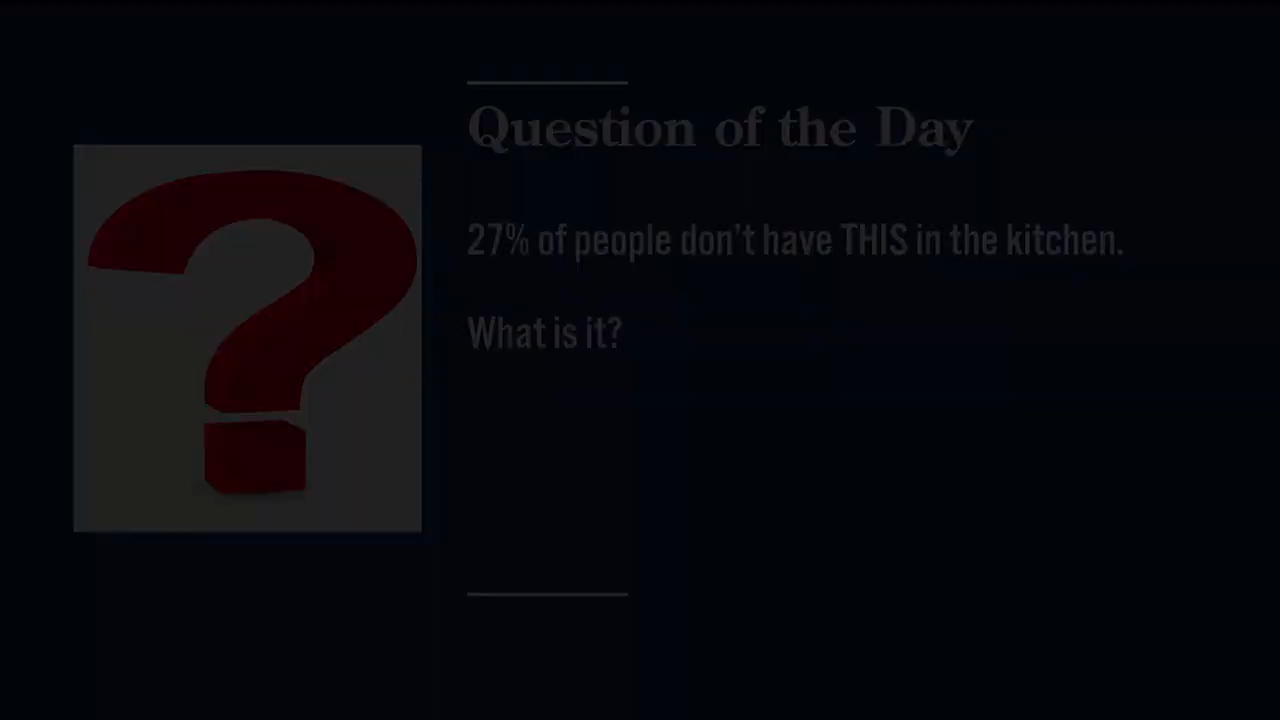 Question of the Day
27% of people don't have THIS in the kitchen.
What is it?